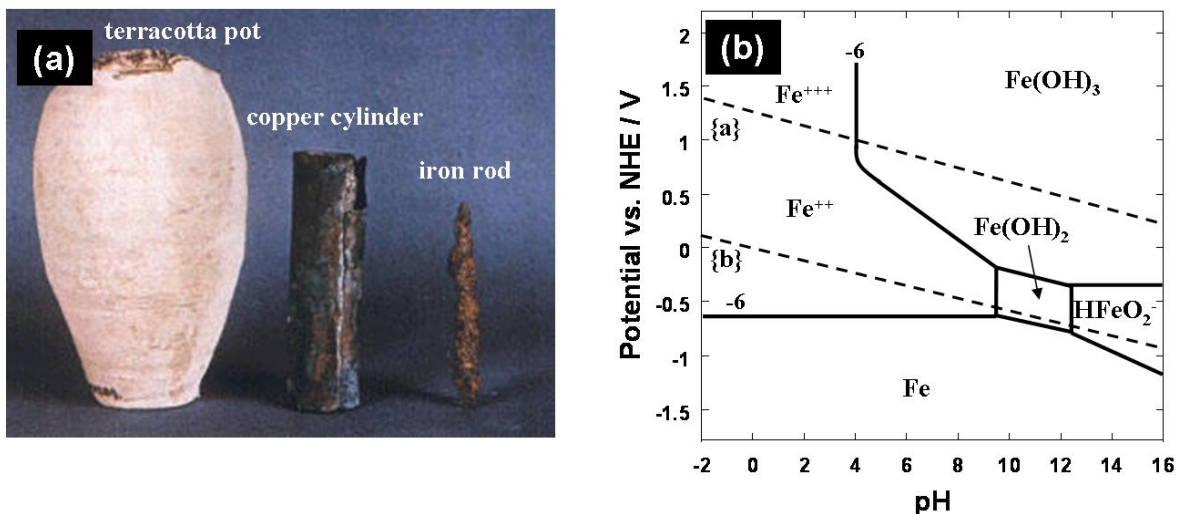 (a)
terracotta pot
copper cylinder
iron rod
(b)
Potential vs. NHE / V
2
1.5
1
0.5
0
-0.5
-1
-1.5
-6
Fe+++
Fe(OH)3
{a}
Fe++
Fe(OH)2
{b}
-6
HFeO2-
Fe
-2 0 2 4 6 8 10 12 14 16
pH